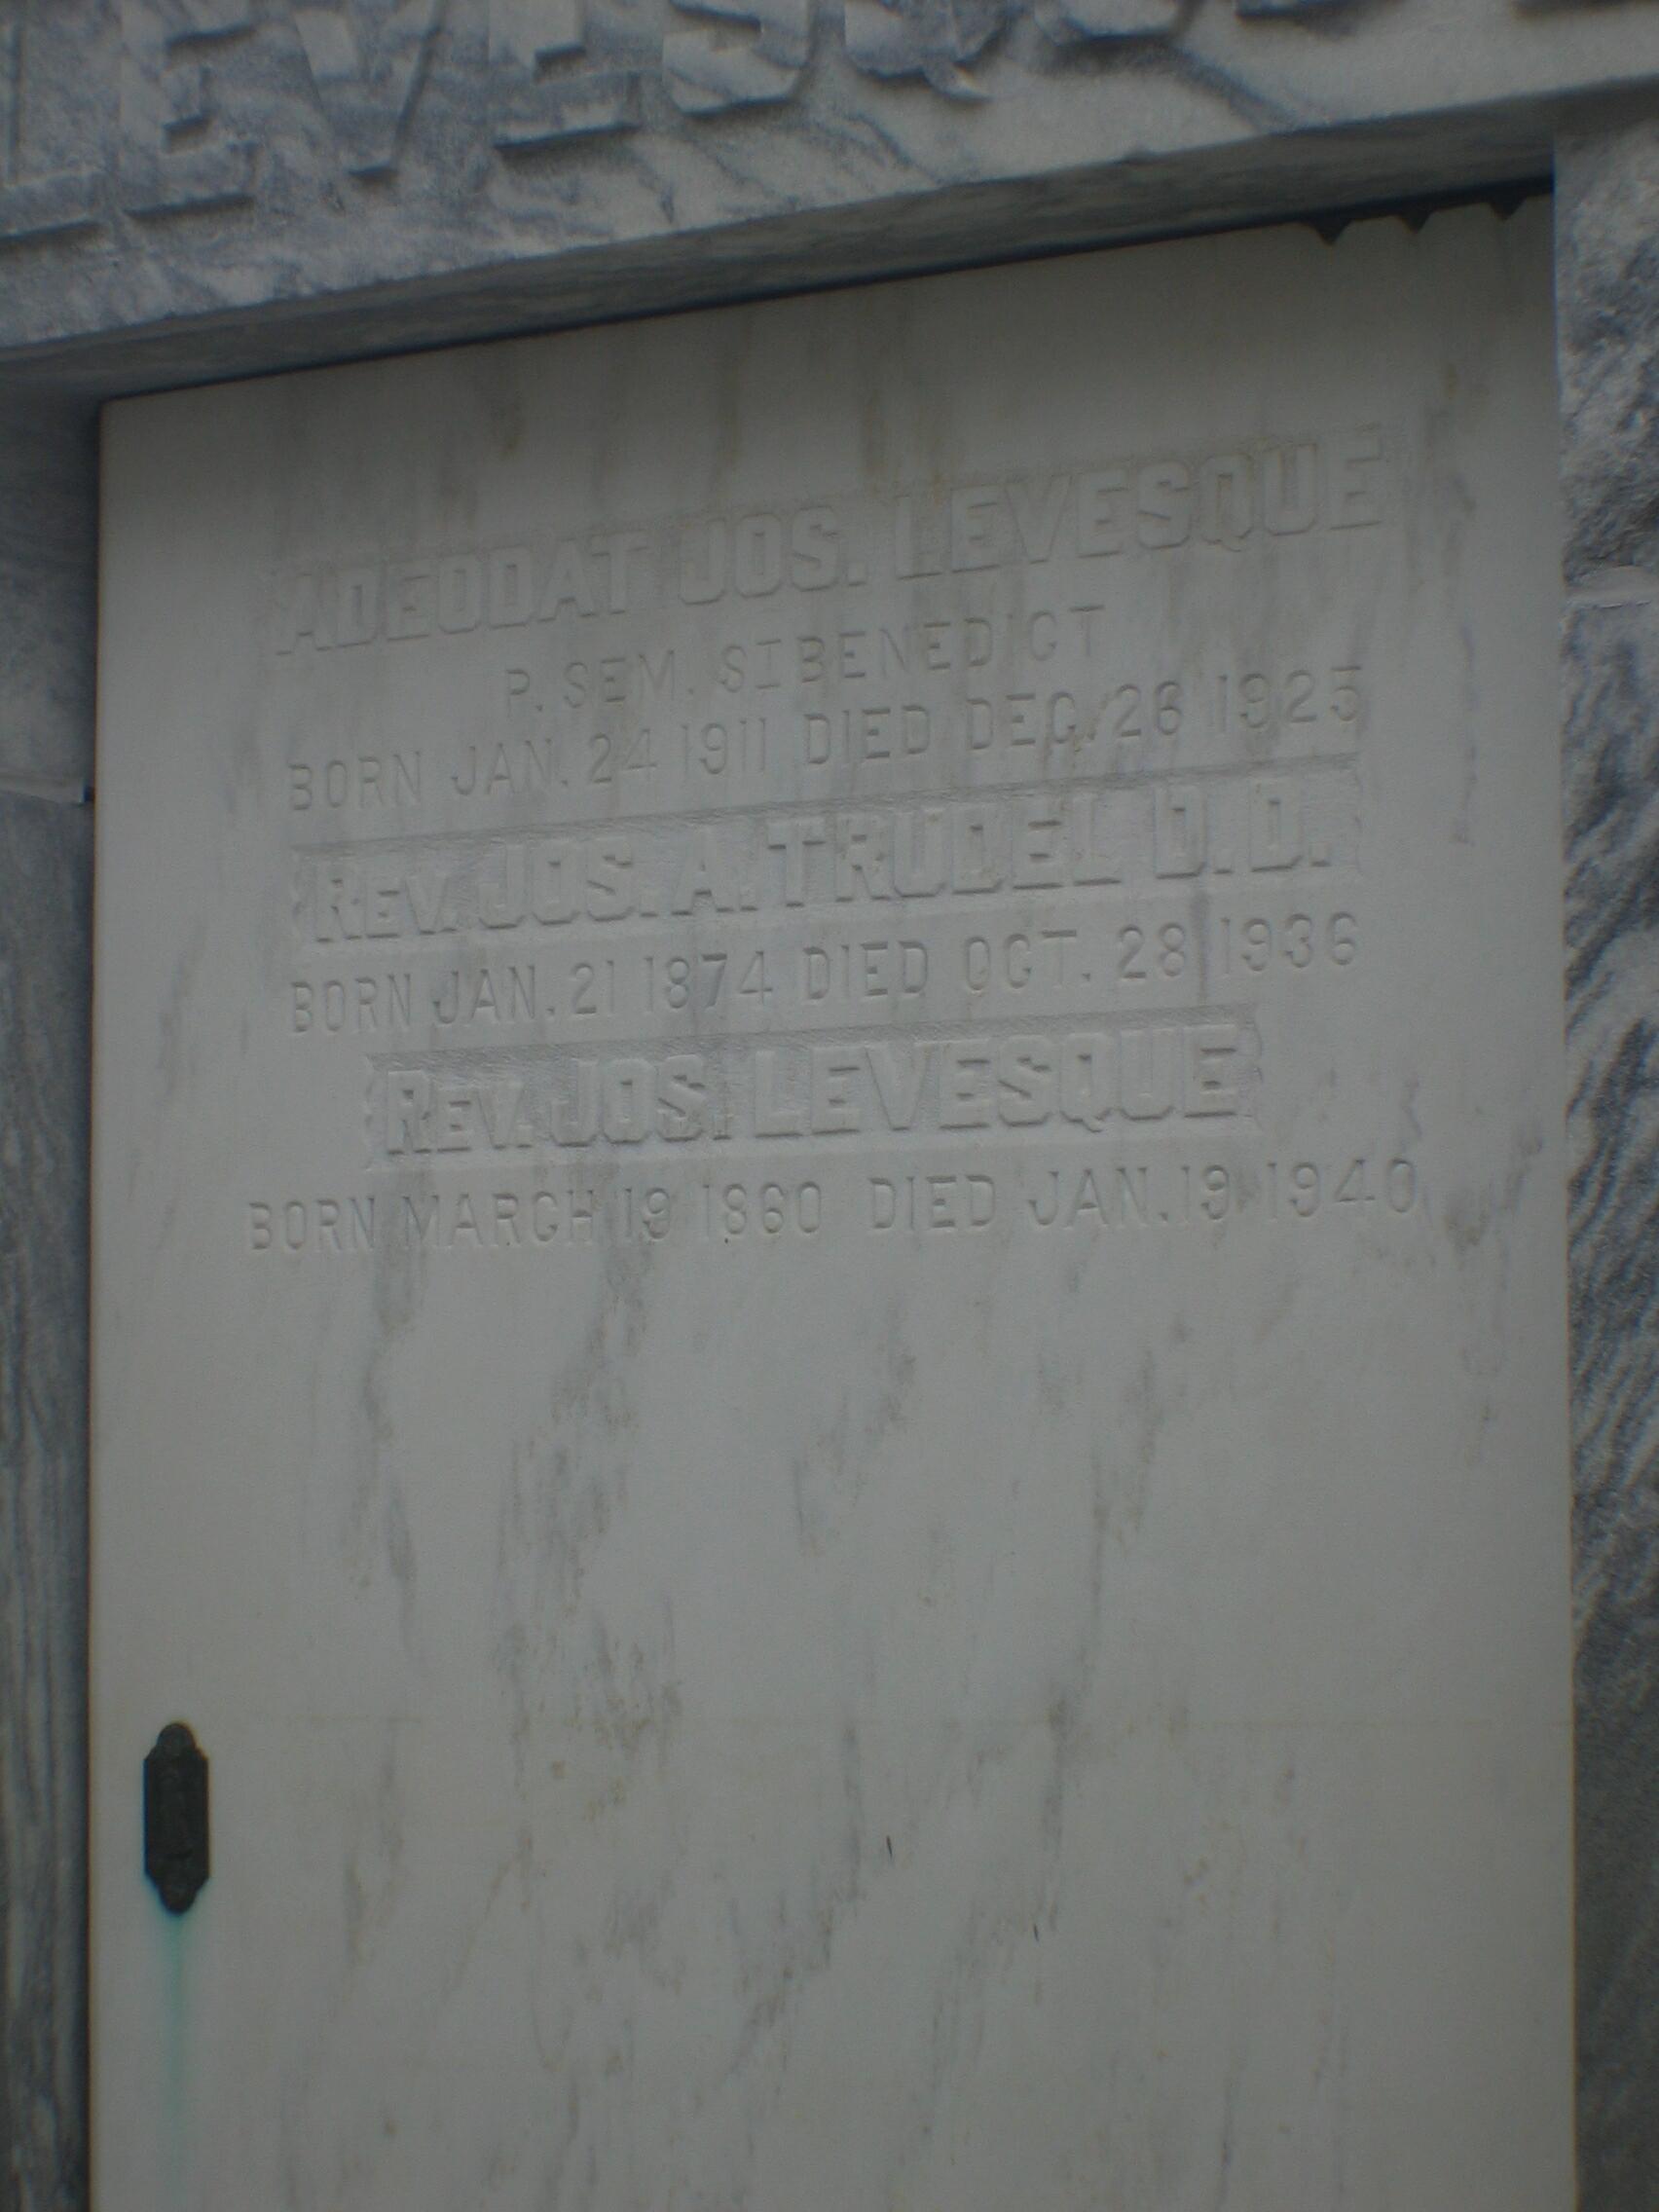 LEVESQUE
ADEODAT JOS. LEVESQUE
P. SEM. ST BENEDICT
BORN JAN. 24 1911 DIED DEC. 26 1925
REV. JOS. A. TRUDEL D.D.
BORN JAN. 21 1874 DIED OCT. 28 1936
REV. JOS. LEVESQUE
BORN MARCH 19 1860 DIED JAN. 19 1940